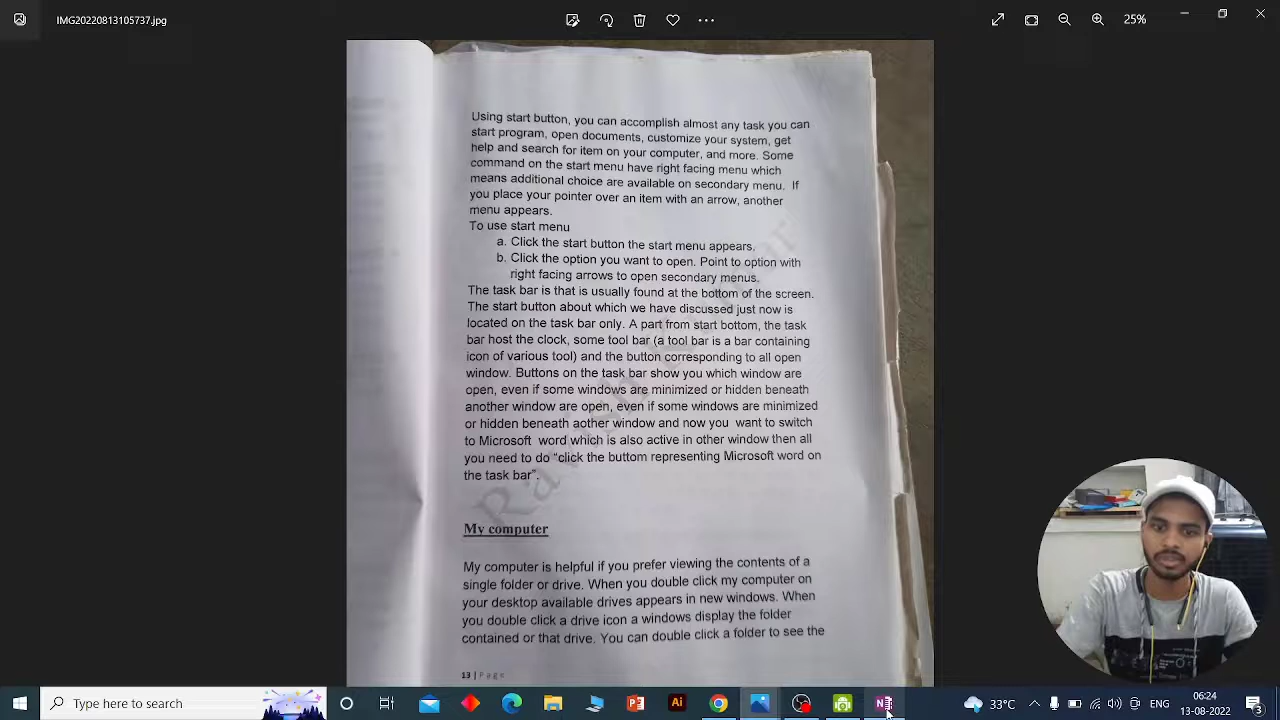 IMG20220813105737.jpg
25%
Using start button, you can accomplish almost any task you can
start program, open documents, customize your system, get
help and search for item on your computer, and more. Some
command on the start menu have right facing menu which
means additional choice are available on secondary menu. If
you place your pointer over an item with an arrow, another
menu appears.
To use start menu
a. Click the start button the start menu appears.
b. Click the option you want to open. Point to option with
right facing arrows to open secondary menus.
The task bar is that is usually found at the bottom of the screen.
The start button about which we have discussed just now is
located on the task bar only. A part from start bottom, the task
bar host the clock, some tool bar (a tool bar is a bar containing
icon of various tool) and the button corresponding to all open
window. Buttons on the task bar show you which window are
open, even if some windows are minimized or hidden beneath
another window are open, even if some windows are minimized
or hidden beneath aother window and now you want to switch
to Microsoft word which is also active in other window then all
you need to do “click the buttom representing Microsoft word on
the task bar”.
My computer
My computer is helpful if you prefer viewing the contents of a
single folder or drive. When you double click my computer on
your desktop available drives appears in new windows. When
you double click a drive icon a windows display the folder
contained or that drive. You can double click a folder to see the
13 | Page
Type here to search
33°C
ENG
06:24
13-08-2022
3